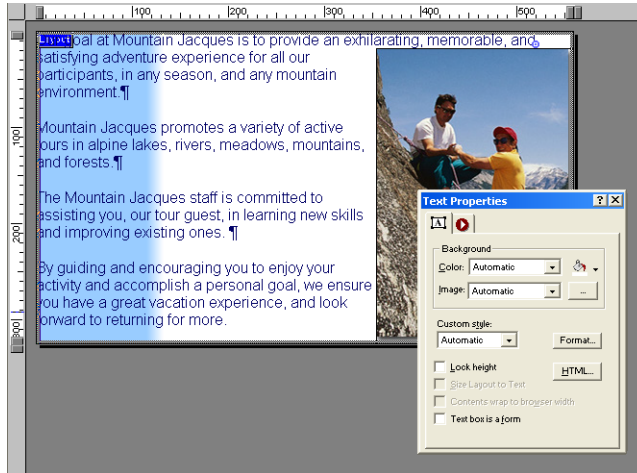 100 200 300 400 500
Layout
oal at Mountain Jacques is to provide an exhilarating, memorable, and
satisfying adventure experience for all our
participants, in any season, and any mountain
environment.¶
Mountain Jacques promotes a variety of active
tours in alpine lakes, rivers, meadows, mountains,
and forests.¶
The Mountain Jacques staff is committed to
assisting you, our tour guest, in learning new skills
and improving existing ones. ¶
By guiding and encouraging you to enjoy your
activity and accomplish a personal goal, we ensure
you have a great vacation experience, and look
forward to returning for more.
100
200
300
Text Properties
Background
Color: Automatic
Image: Automatic ...
Custom style:
Automatic Format...
Lock height HTML...
Size Layout to Text
Contents wrap to browser width
Text box is a form